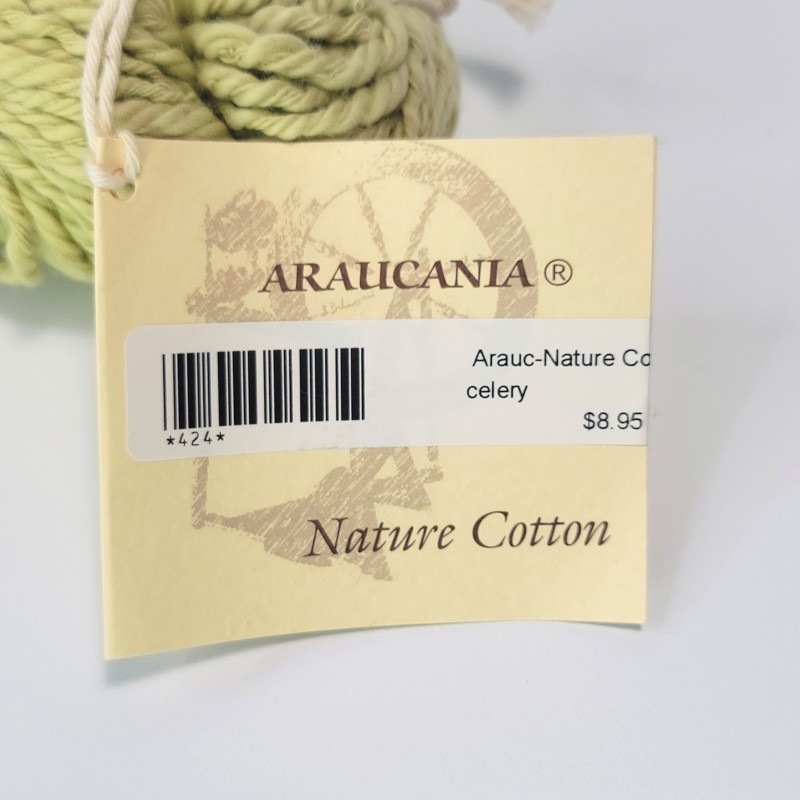 ARAUCANIA ®
Arauc-Nature Co
celery
$8.95
*424*
Nature Cotton